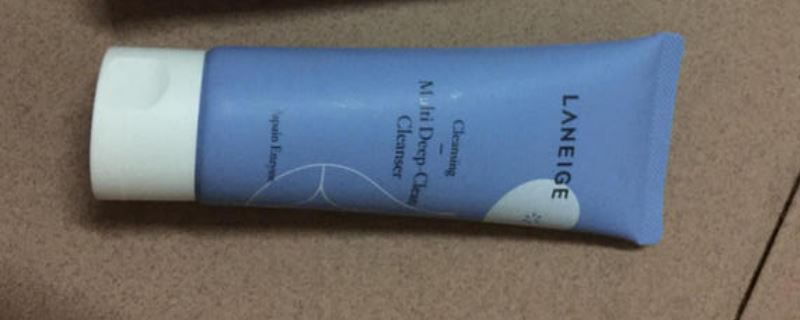 LANEIGE
Cleansing
Multi Deep-Clean
Cleanser